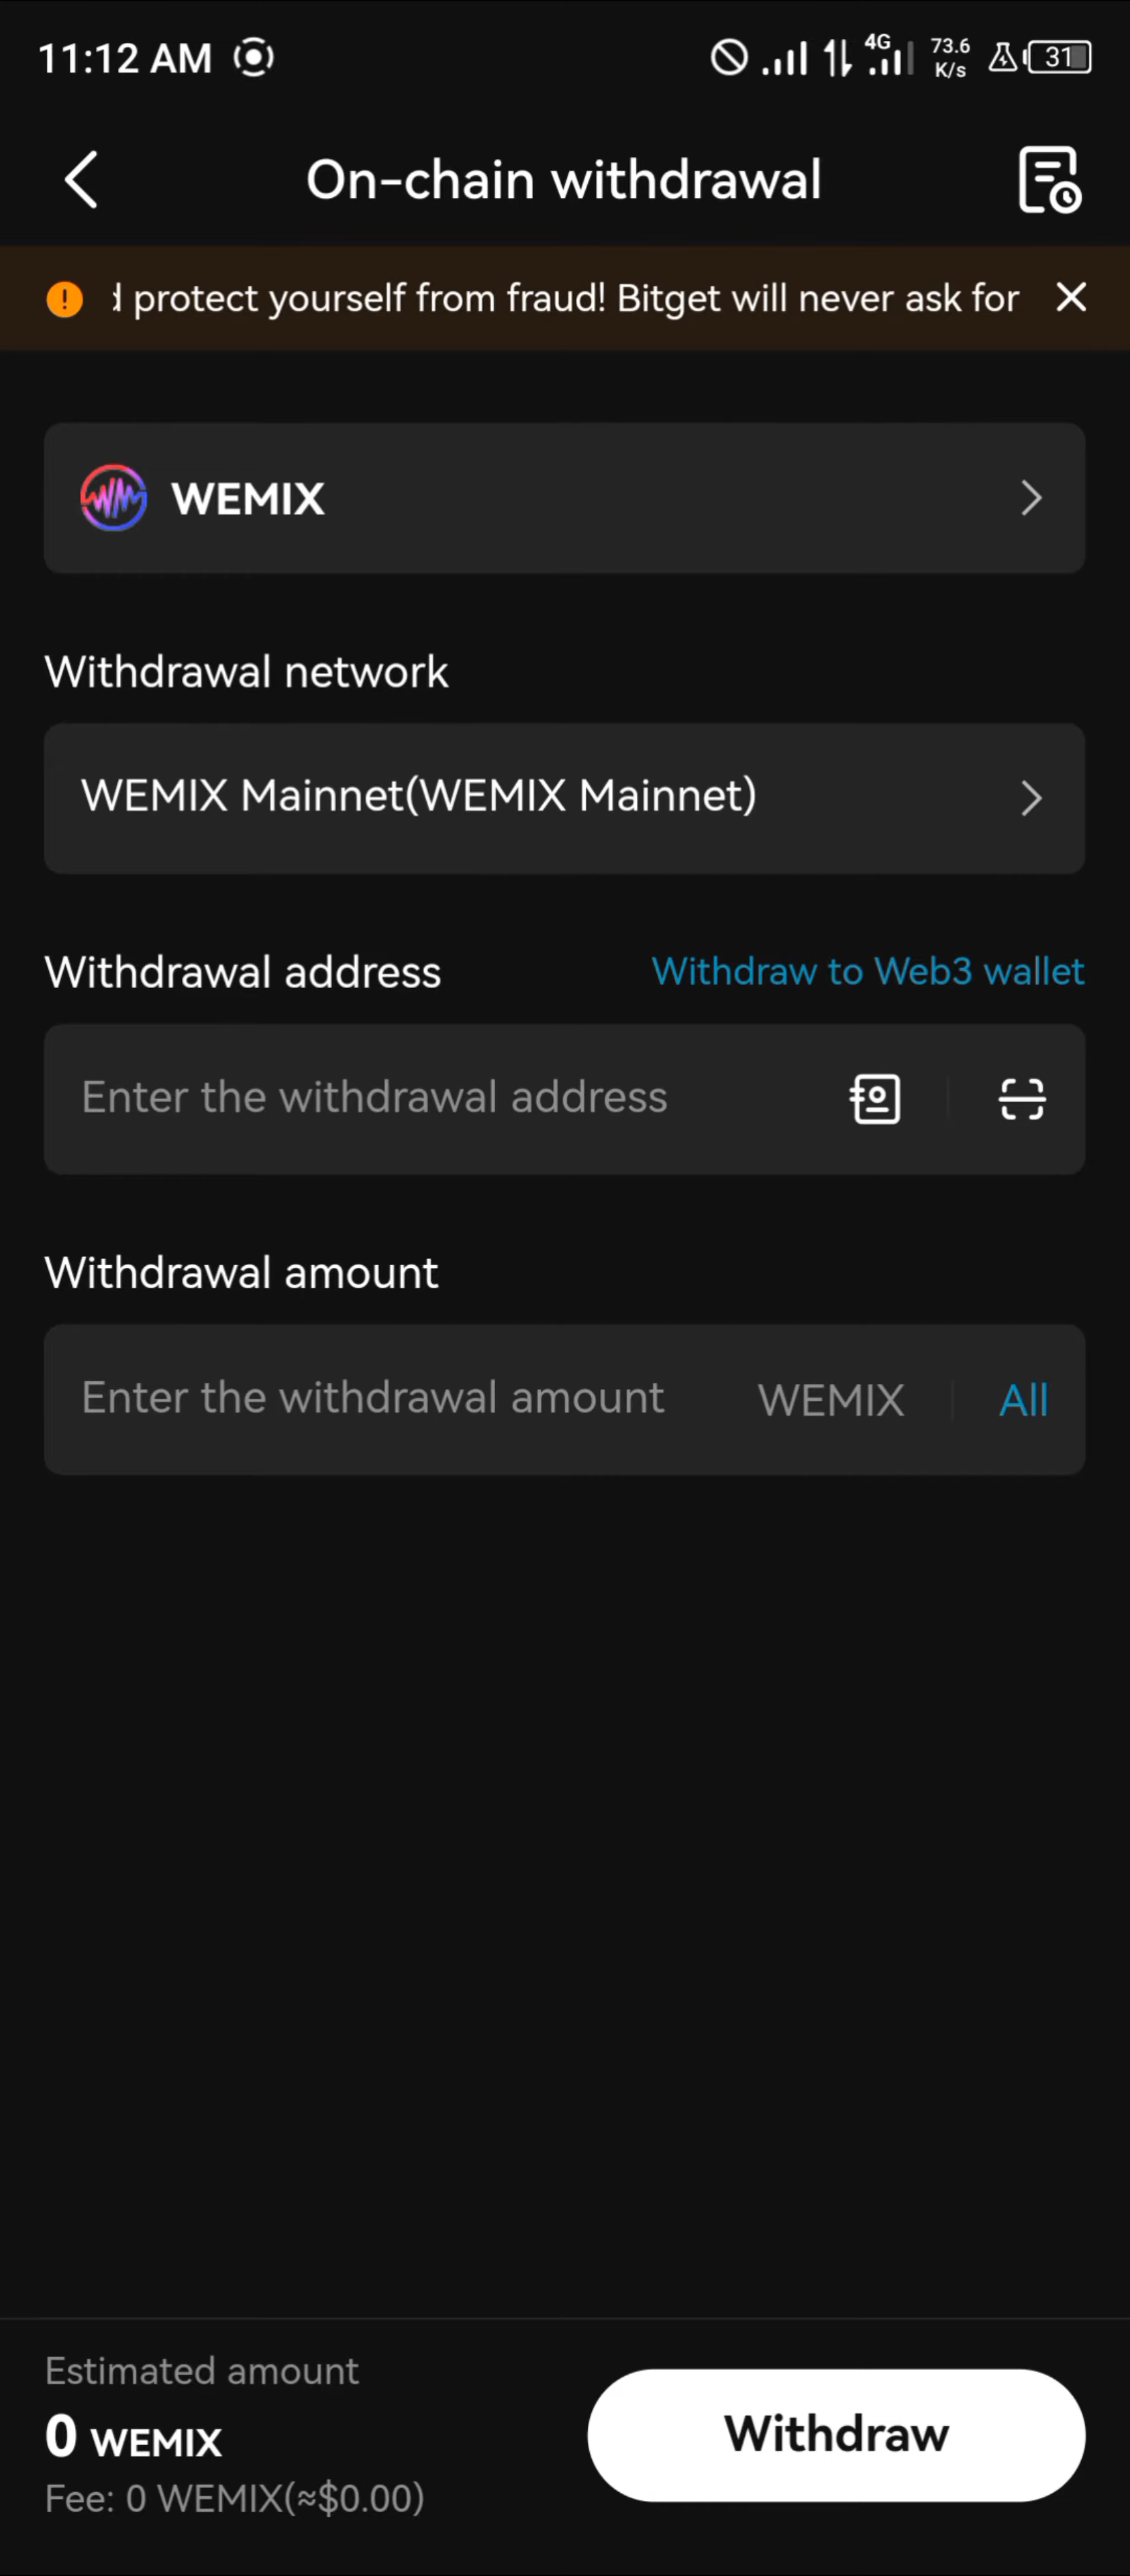 11:12 AM
4G 73.6 K/s 31
On-chain withdrawal
protect yourself from fraud! Bitget will never ask for
WEMIX
Withdrawal network
WEMIX Mainnet(WEMIX Mainnet)
Withdrawal address Withdraw to Web3 wallet
Enter the withdrawal address
Withdrawal amount
Enter the withdrawal amount WEMIX All
Estimated amount
0 WEMIX
Fee: 0 WEMIX(≈$0.00)
Withdraw